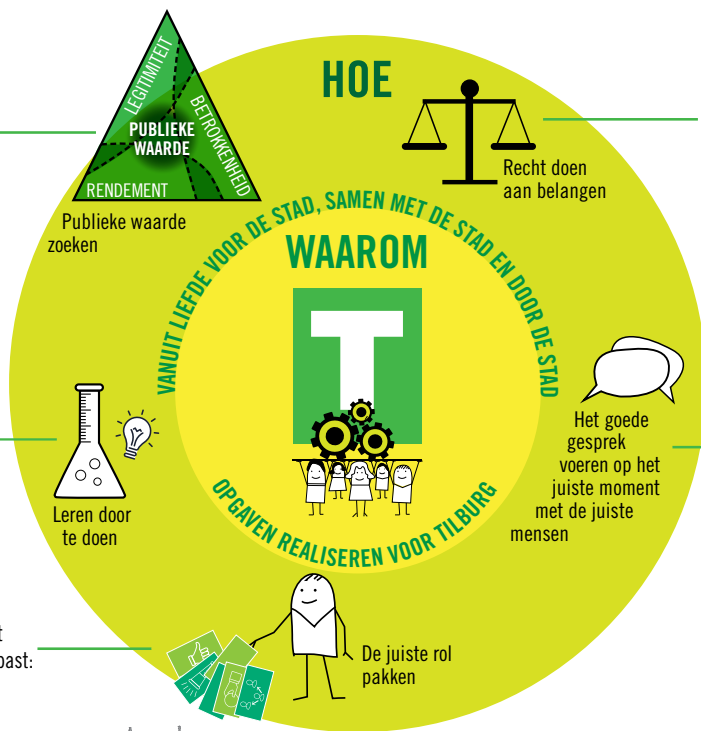 HOE
LEGITIMITEIT
BETROKKENHEID
PUBLIEKE
WAARDE
RENDEMENT
Publieke waarde
zoeken
Recht doen
aan belangen
VANUIT LIEFDE VOOR DE STAD, SAMEN MET DE STAD EN DOOR DE STAD
WAAROM
T
OPGAVEN REALISEREN VOOR TILBURG
Het goede
gesprek
voeren op het
juiste moment
met de juiste
mensen
Leren door
te doen
De juiste rol
pakken